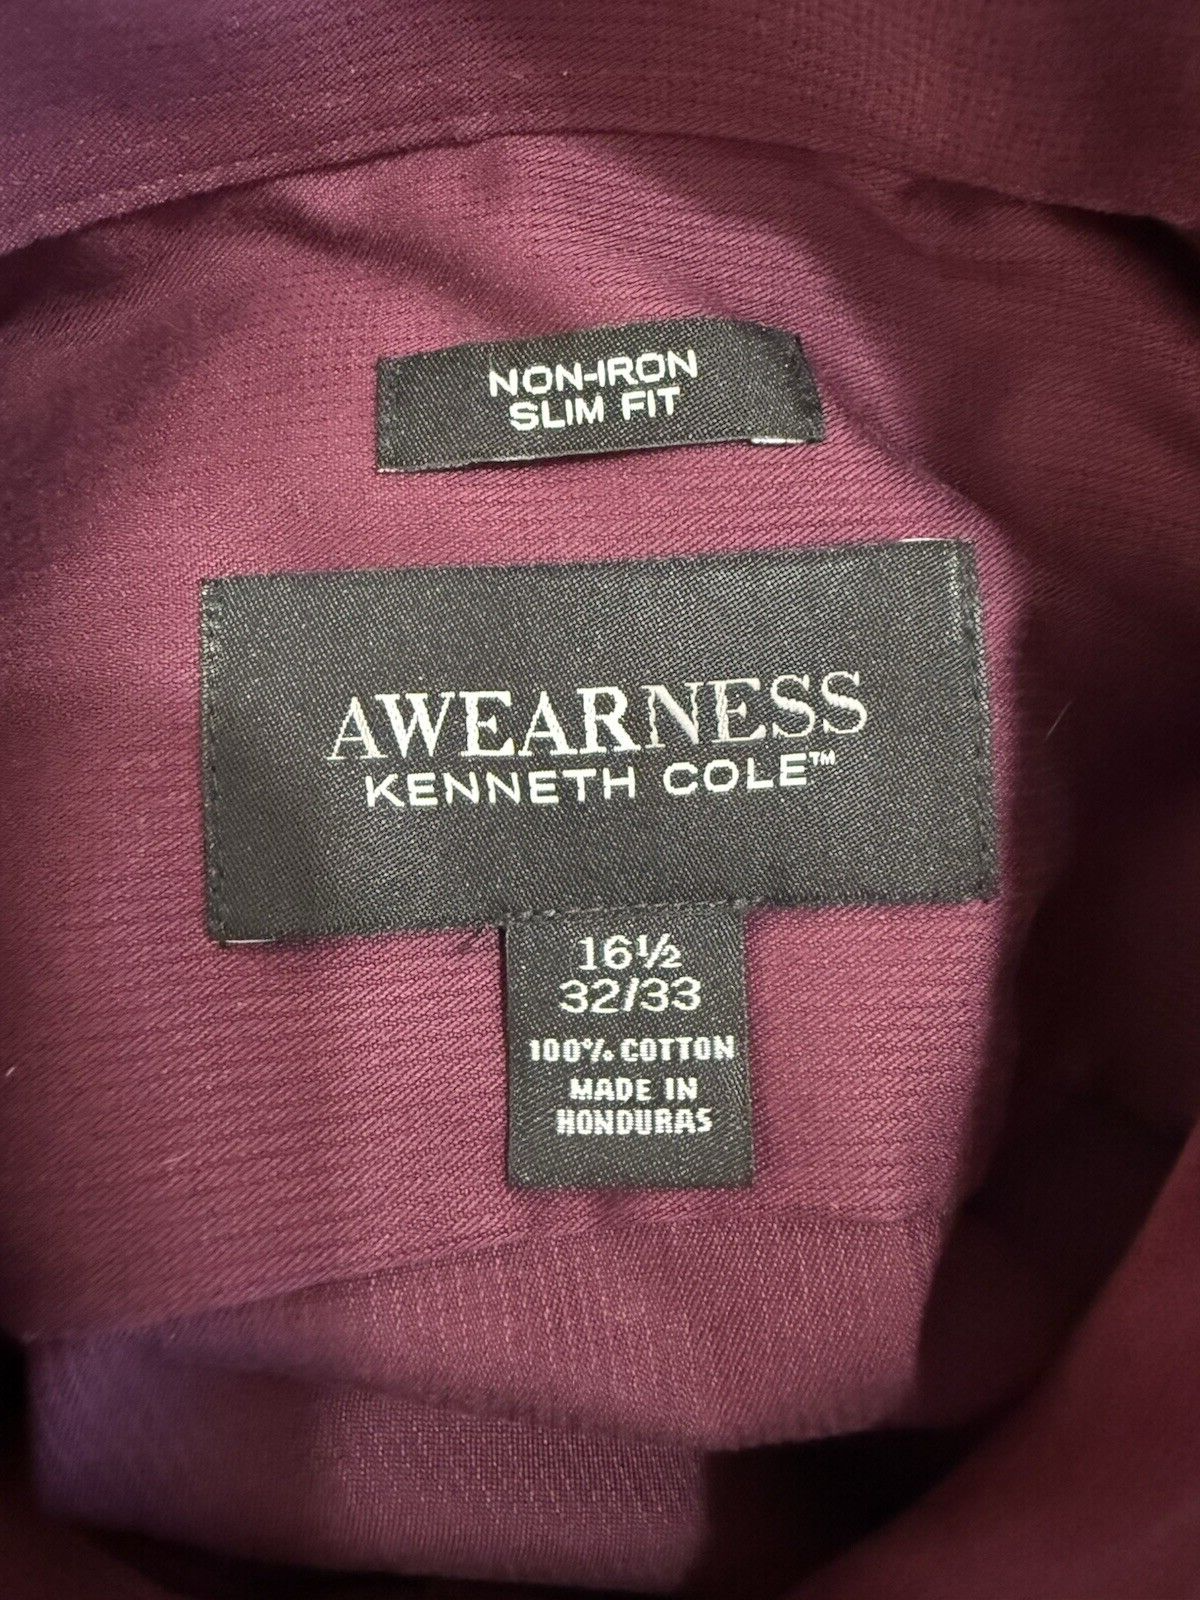 NON-IRON
SLIM FIT
AWEARNESS
KENNETH COLE™
16½
32/33
100% COTTON
MADE IN
HONDURAS